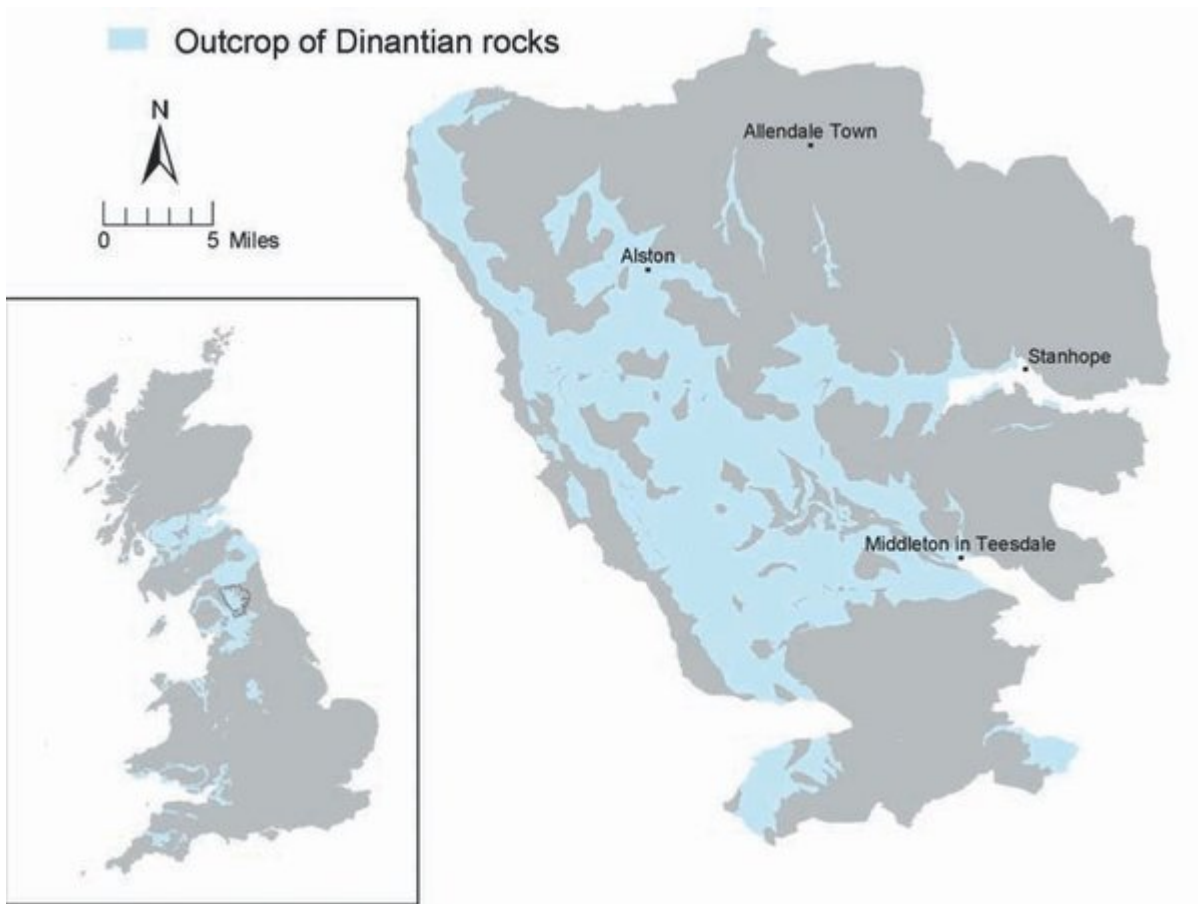 Outcrop of Dinantian rocks
N
0 5 Miles
Allendale Town
Alston
Stanhope
Middleton in Teesdale